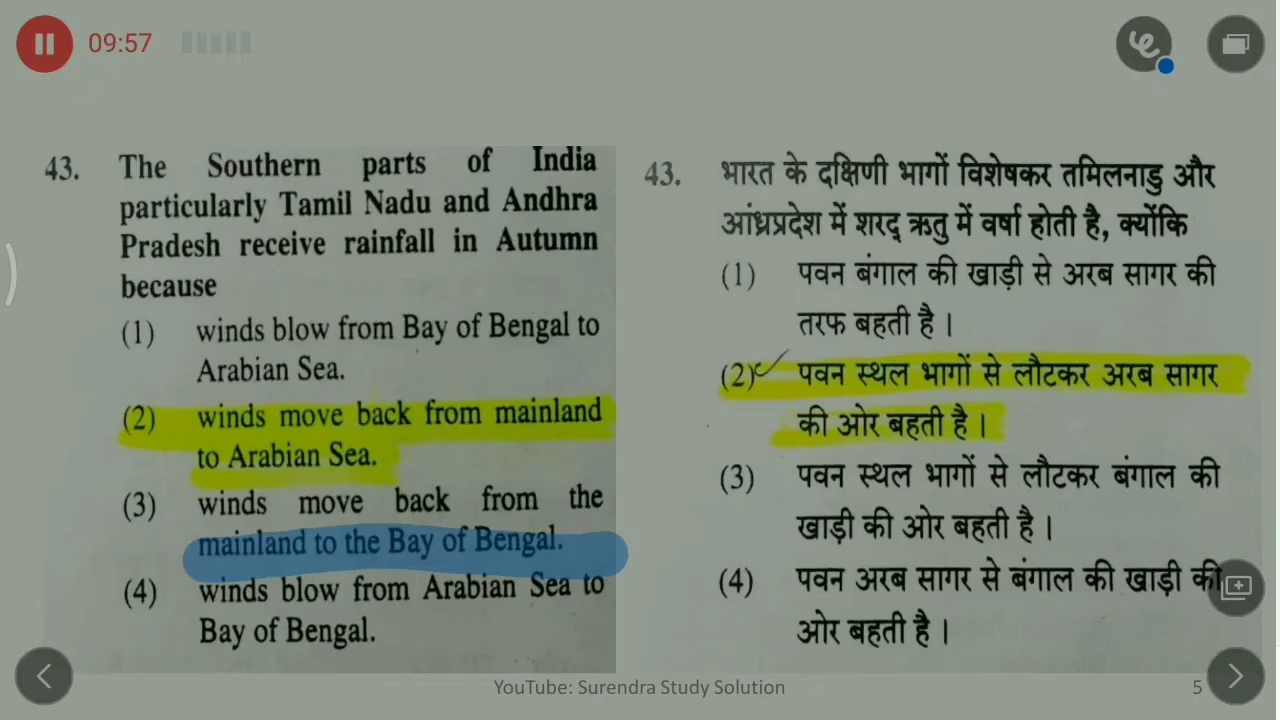 09:57
43. The Southern parts of India
particularly Tamil Nadu and Andhra
Pradesh receive rainfall in Autumn
because
(1) winds blow from Bay of Bengal to
Arabian Sea.
(2) winds move back from mainland
to Arabian Sea.
(3) winds move back from the
mainland to the Bay of Bengal.
(4) winds blow from Arabian Sea to
Bay of Bengal.
43. भारत के दक्षिणी भागों विशेषकर तमिलनाडु और
आंध्रप्रदेश में शरद् ऋतु में वर्षा होती है, क्योंकि
(1) पवन बंगाल की खाड़ी से अरब सागर की
तरफ बहती है।
(2) पवन स्थल भागों से लौटकर अरब सागर
की ओर बहती है।
(3) पवन स्थल भागों से लौटकर बंगाल की
खाड़ी की ओर बहती है।
(4) पवन अरब सागर से बंगाल की खाड़ी की
ओर बहती है।
YouTube: Surendra Study Solution
5